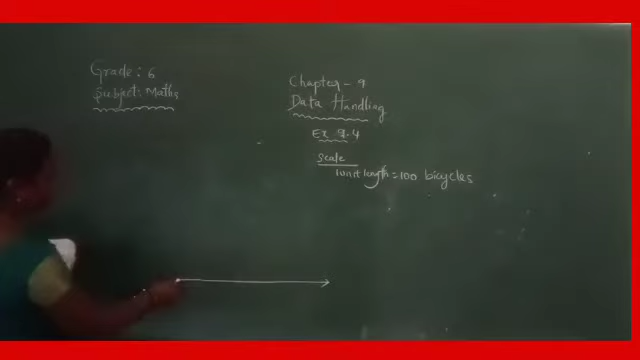 Grade: 6
Subject: Maths
Chapter - 9
Data Handling
Ex 9.4
Scale
1 unit length = 100 bicycles